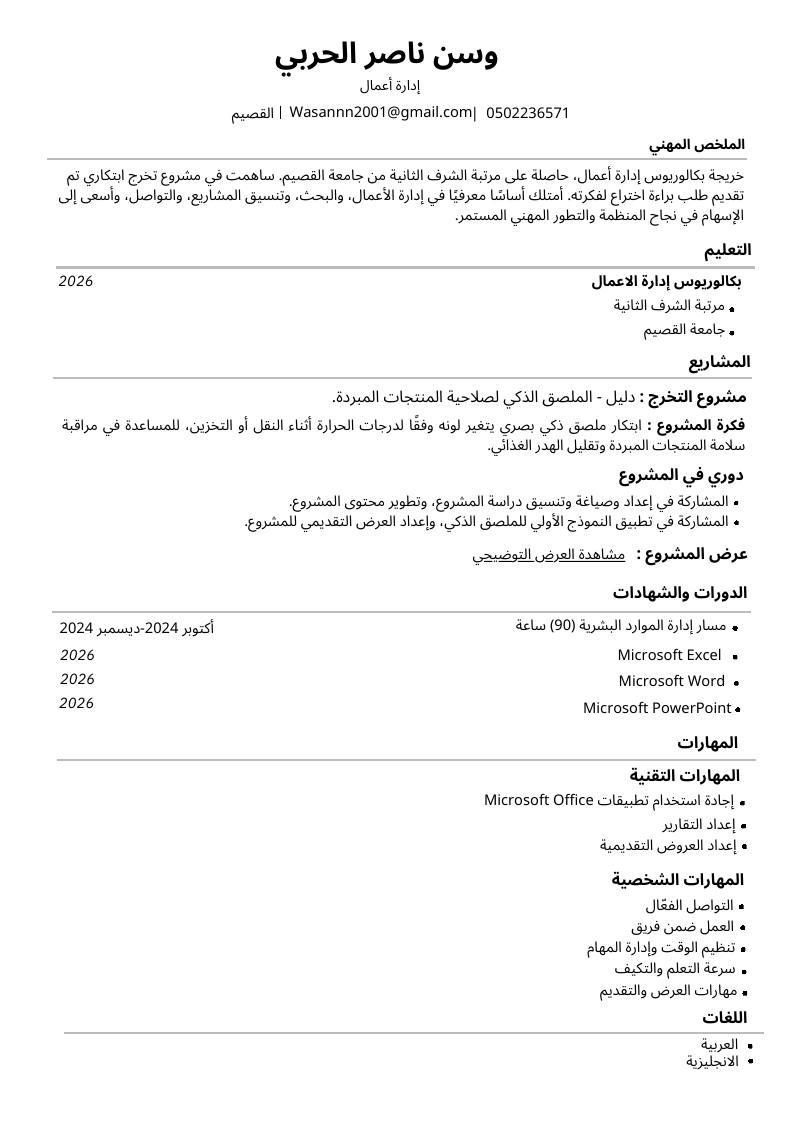 وسن ناصر الحربي
إدارة أعمال
0502236571 |Wasannn2001@gmail.com | القصيم
الملخص المهني
خريجة بكالوريوس إدارة أعمال، حاصلة على مرتبة الشرف الثانية من جامعة القصيم. ساهمت في مشروع تخرج ابتكاري تم
تقديم طلب براءة اختراع لفكرته. أمتلك أساسًا معرفيًا في إدارة الأعمال، والبحث، وتنسيق المشاريع، والتواصل، وأسعى إلى
الإسهام في نجاح المنظمة والتطور المهني المستمر.
التعليم
بكالوريوس إدارة الاعمال 2026
• مرتبة الشرف الثانية
• جامعة القصيم
المشاريع
مشروع التخرج : دليل - الملصق الذكي لصلاحية المنتجات المبردة.
فكرة المشروع : ابتكار ملصق ذكي بصري يتغير لونه وفقًا لدرجات الحرارة أثناء النقل أو التخزين، للمساعدة في مراقبة
سلامة المنتجات المبردة وتقليل الهدر الغذائي.
دوري في المشروع
• المشاركة في إعداد وصياغة وتنسيق دراسة المشروع، وتطوير محتوى المشروع.
• المشاركة في تطبيق النموذج الأولي للملصق الذكي، وإعداد العرض التقديمي للمشروع.
عرض المشروع : مشاهدة العرض التوضيحي
الدورات والشهادات
• مسار إدارة الموارد البشرية (90) ساعة أكتوبر 2024-ديسمبر 2024
• Microsoft Excel 2026
• Microsoft Word 2026
• Microsoft PowerPoint 2026
المهارات
المهارات التقنية
• إجادة استخدام تطبيقات Microsoft Office
• إعداد التقارير
• إعداد العروض التقديمية
المهارات الشخصية
• التواصل الفعّال
• العمل ضمن فريق
• تنظيم الوقت وإدارة المهام
• سرعة التعلم والتكيف
• مهارات العرض والتقديم
اللغات
• العربية
• الانجليزية